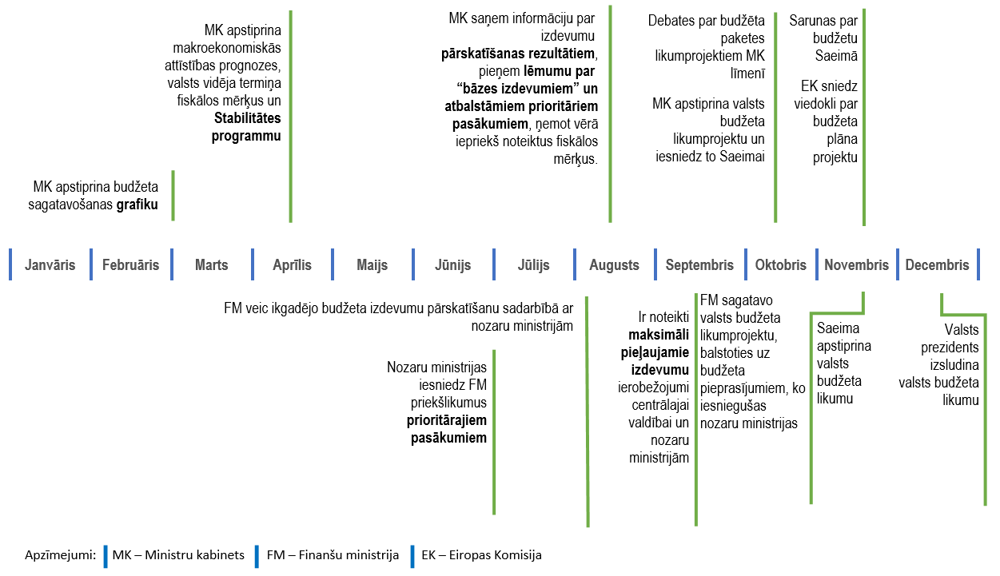 MK apstiprina
makroekonomiskās
attīstības prognozes,
valsts vidēja termiņa
fiskālos mērķus un
Stabilitātes
programmu
MK saņem informāciju par
izdevumu
pārskatīšanas rezultātiem,
pieņem lēmumu par
“bāzes izdevumiem” un
atbalstāmiem prioritāriem
pasākumiem, ņemot vērā
iepriekš noteiktus fiskālos
mērķus.
Debates par budžēta
paketes
likumprojektiem MK
līmenī
MK apstiprina valsts
budžeta
likumprojektu un
iesniedz to Saeimai
Sarunas par
budžetu
Saeimā
EK sniedz
viedokli par
budžeta
plāna
projektu
MK apstiprina budžeta
sagatavošanas grafiku
Janvāris Februāris Marts Aprīlis Maijs Jūnijs Jūlijs Augusts Septembris Oktobris Novembris Decembris
FM veic ikgadējo budžeta izdevumu pārskatīšanu sadarbībā ar
nozaru ministrijām
Nozaru ministrijas
iesniedz FM
priekšlikumus
prioritārajiem
pasākumiem
Ir noteikti
maksimāli
pieļaujamie
izdevumu
ierobežojumi
centrālajai
valdībai un
nozaru
ministrijām
FM sagatavo
valsts budžeta
likumprojektu,
balstoties uz
budžeta
pieprasījumiem, ko
iesniegušas
nozaru ministrijas
Saeima
apstiprina
valsts
budžeta
likumu
Valsts
prezidents
izsludina
valsts budžeta
likumu
Apzīmejumi: MK – Ministru kabinets FM – Finanšu ministrija EK – Eiropas Komisija